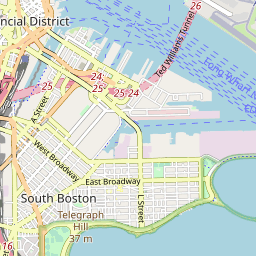 ncial District
Ted Williams Tunnel
26
Long Wharf N
ED
24
25
25
25 24
A Street
West Broadway
East Broadway
L Street
South Boston
Telegraph
Hill
37 m
16